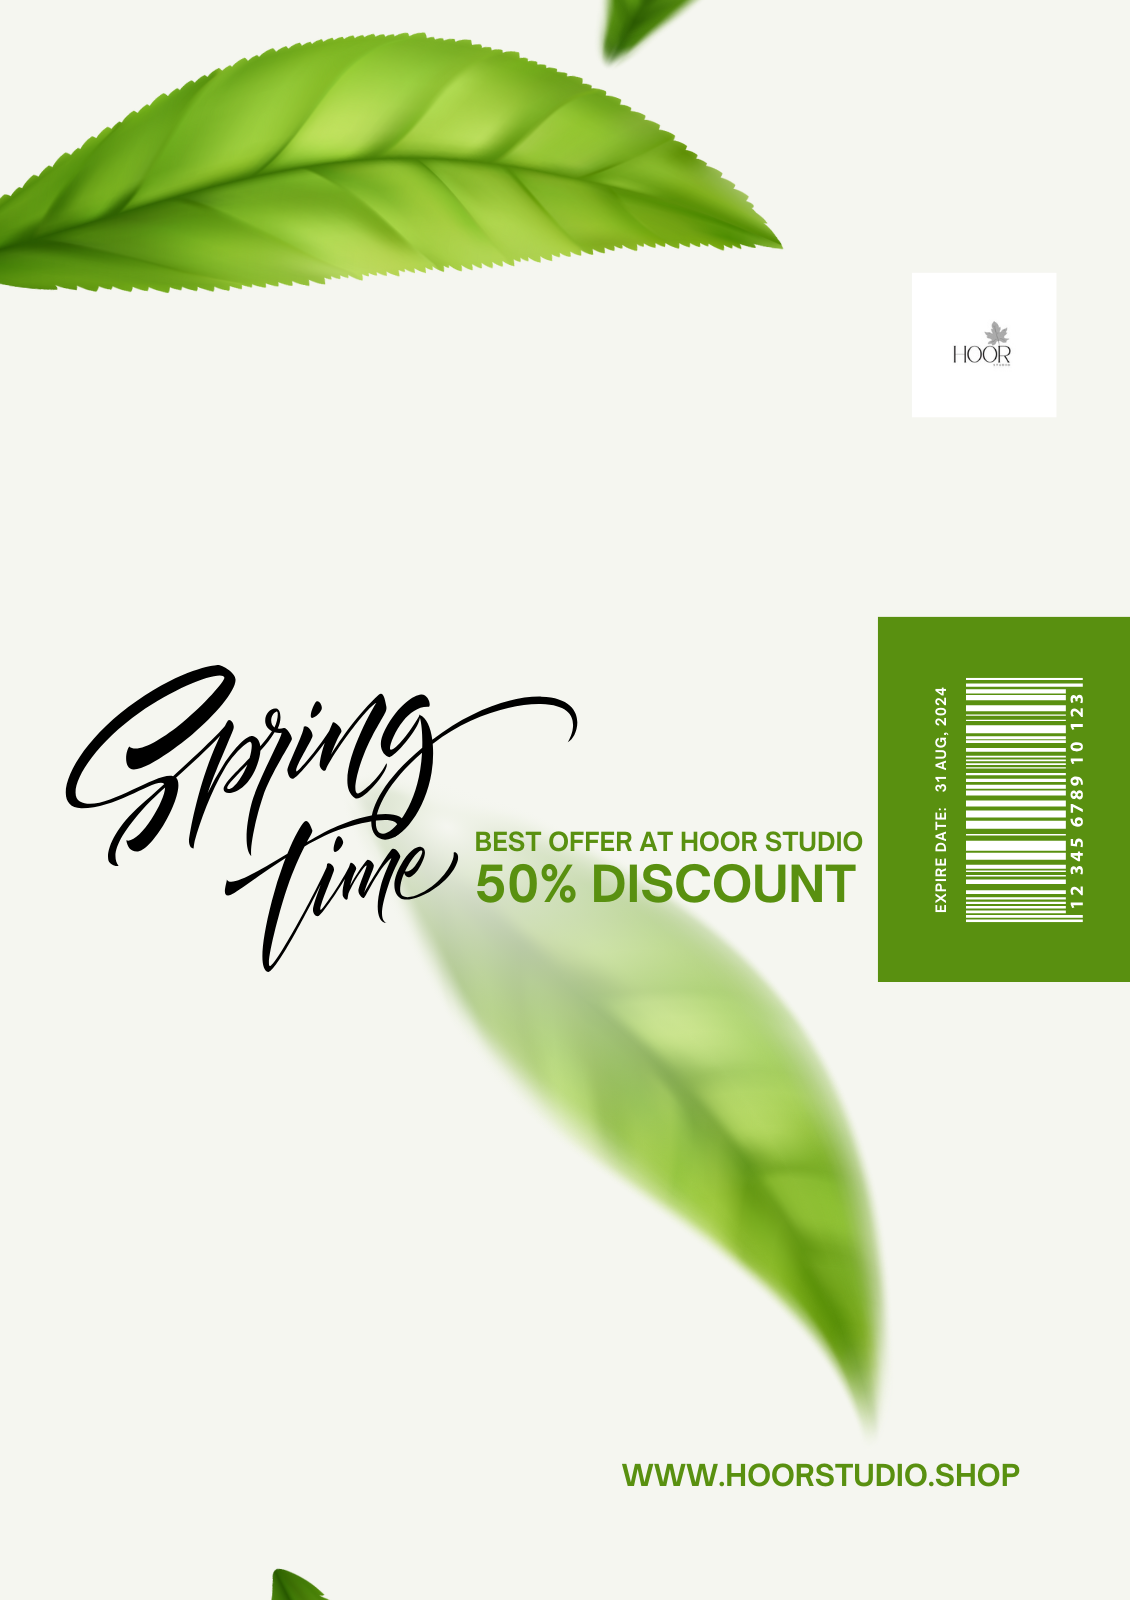 HOOR
STUDIO
Spring
time
BEST OFFER AT HOOR STUDIO
50% DISCOUNT
EXPIRE DATE: 31 AUG, 2024
12 345 6789 10 123
WWW.HOORSTUDIO.SHOP